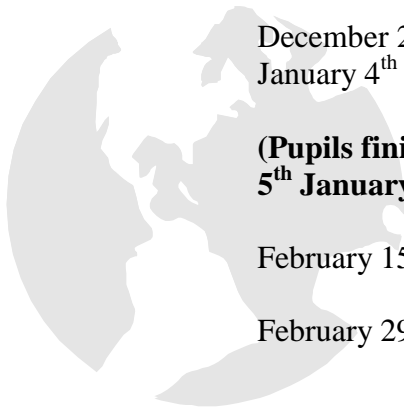 December 2
January 4th
(Pupils fini
5th January
February 15
February 29